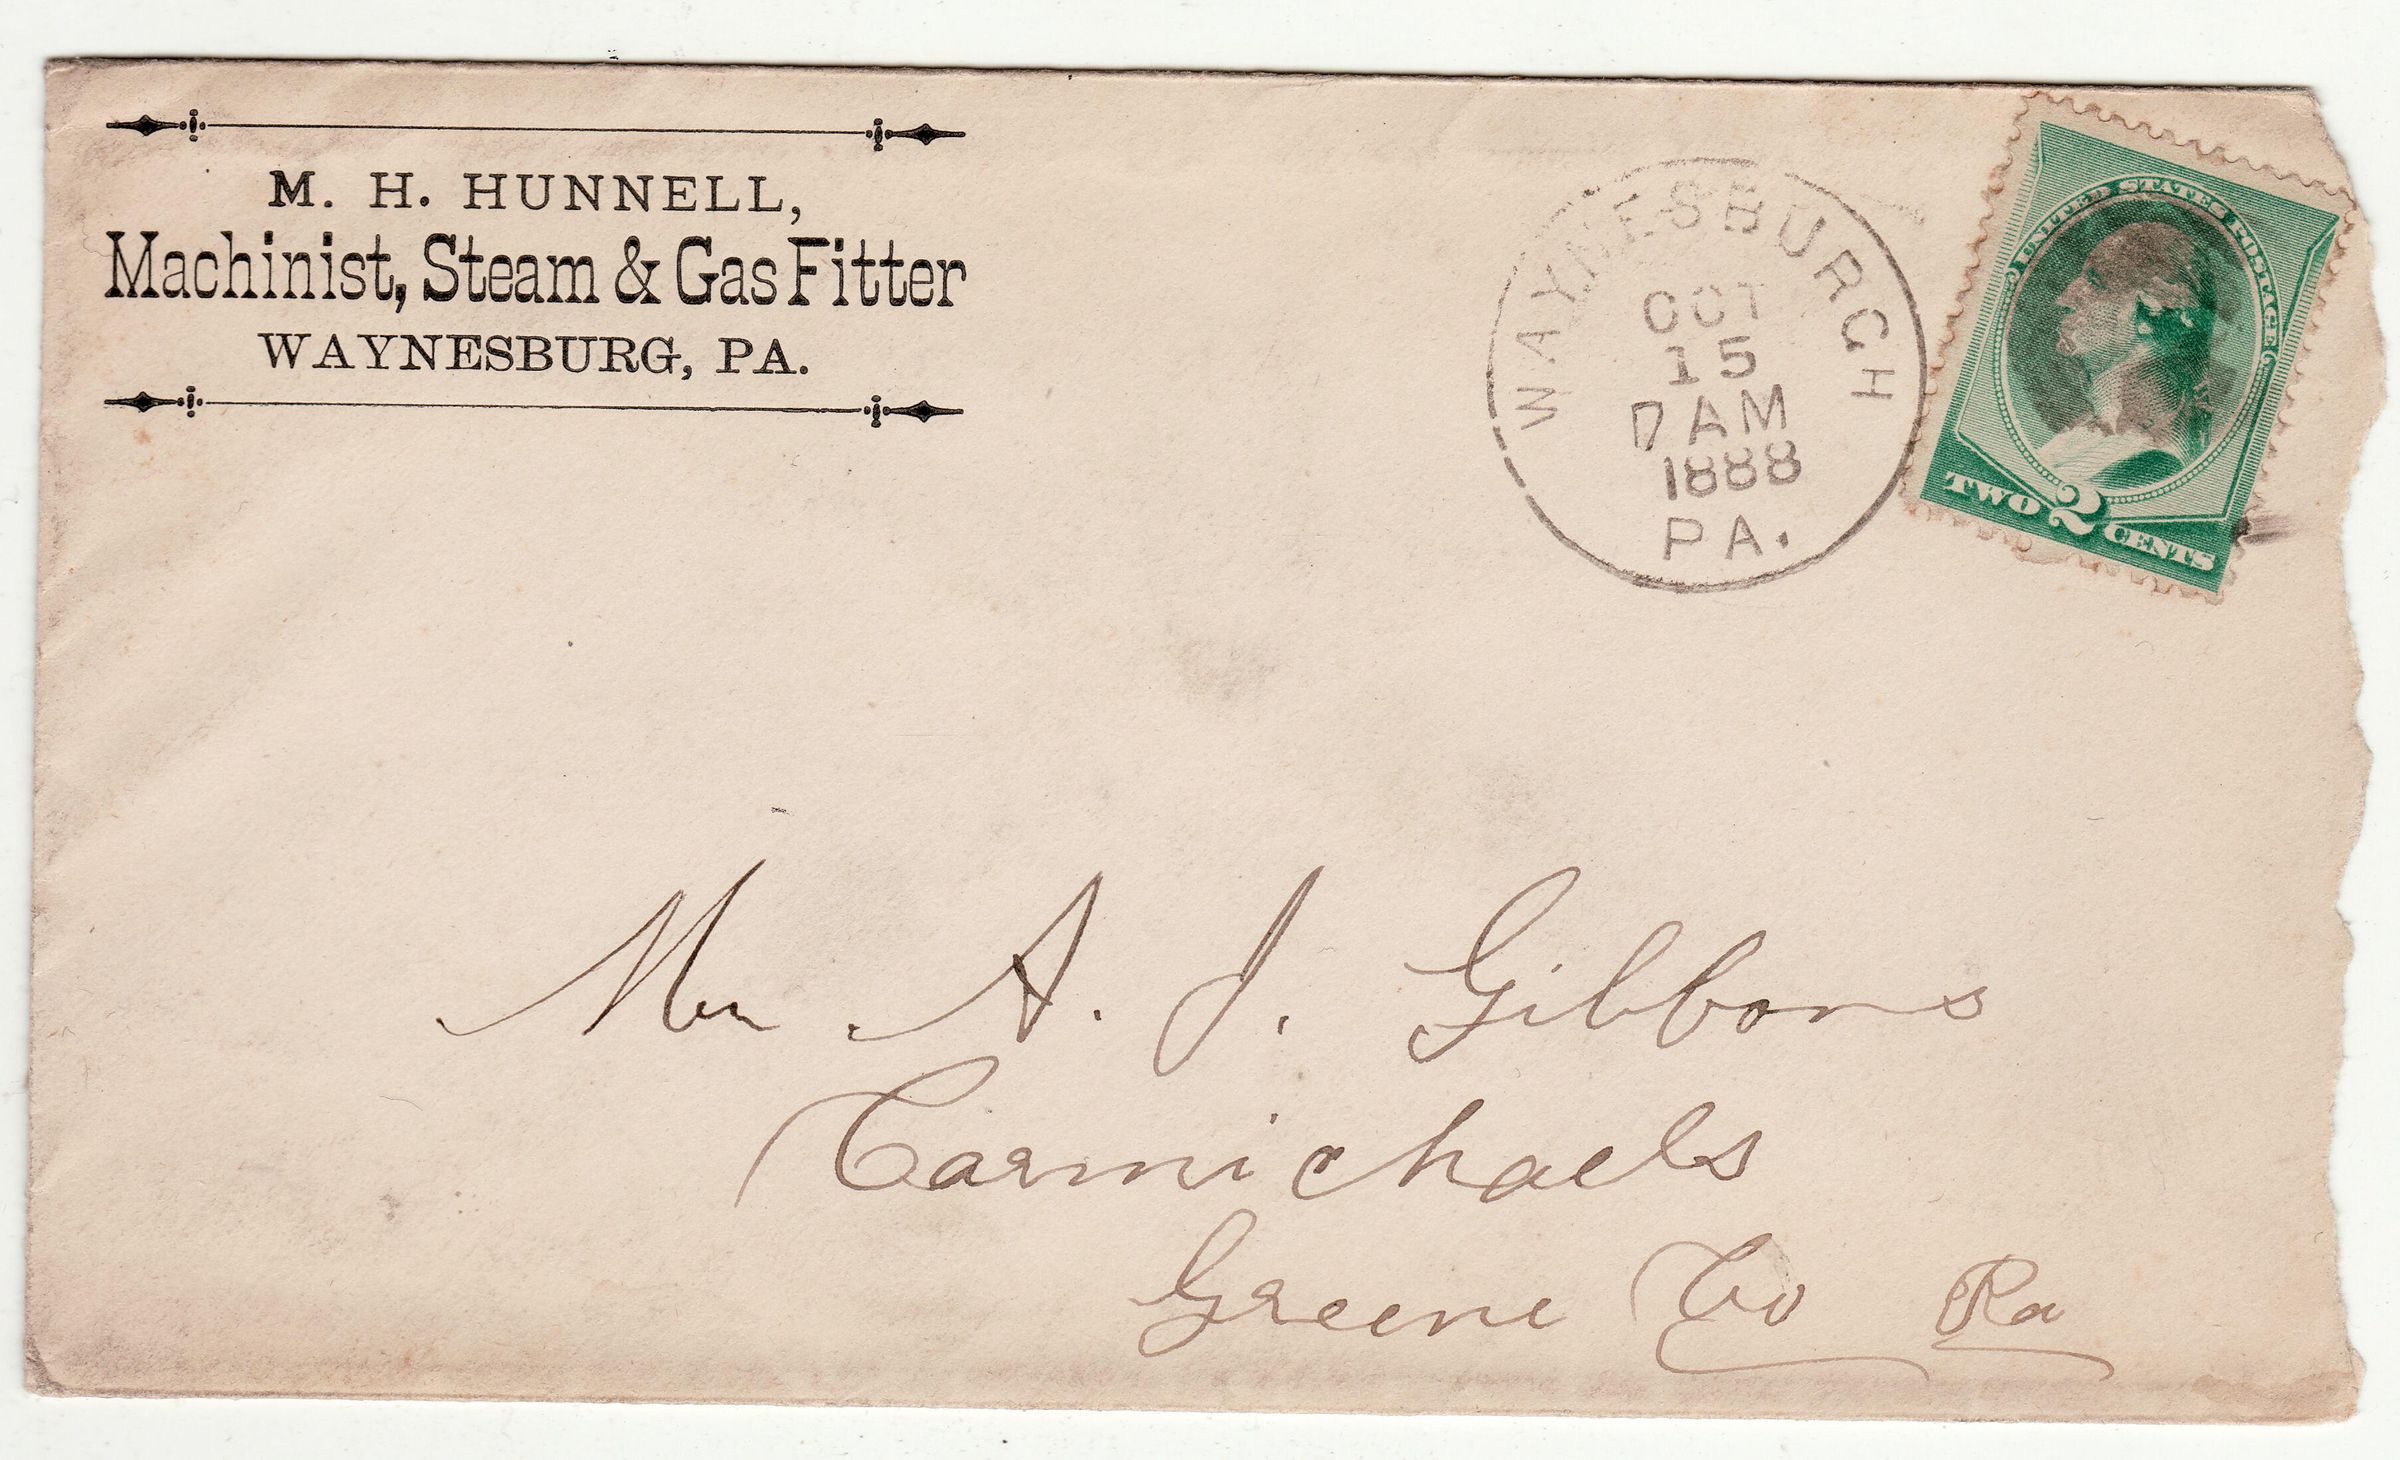 M. H. HUNNELL,
Machinist, Steam & Gas Fitter
WAYNESBURG, PA.
WAYNESBURGH
OCT
15
7 AM
1888
PA.
UNITED STATES POSTAGE
TWO 2 CENTS
Mr. A. J. Gibbons
Carmichaels
Greene Co Pa